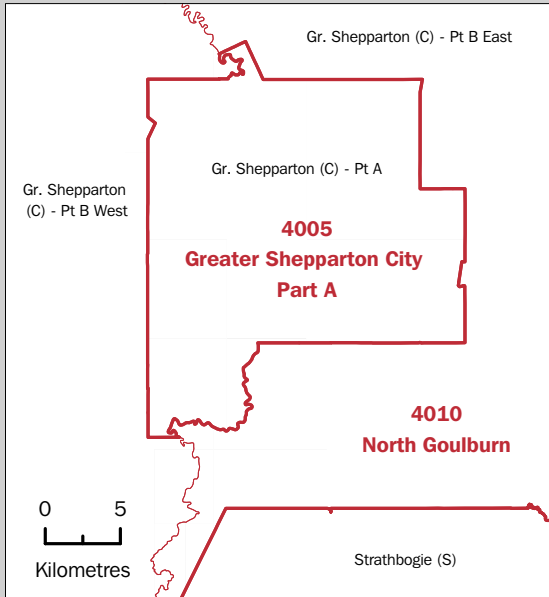 Gr. Shepparton (C) - Pt B East
Gr. Shepparton (C) - Pt A
Gr. Shepparton
(C) - Pt B West
4005
Greater Shepparton City
Part A
4010
North Goulburn
0 5
Kilometres
Strathbogie (S)